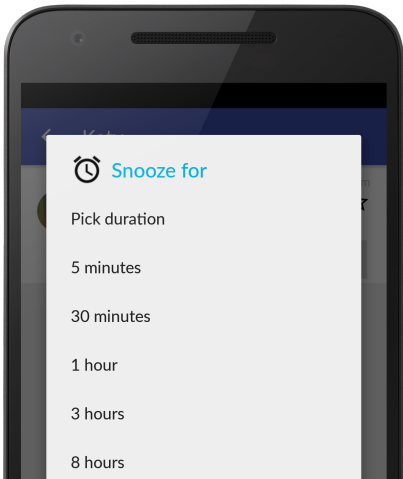 Snooze for
Pick duration
5 minutes
30 minutes
1 hour
3 hours
8 hours